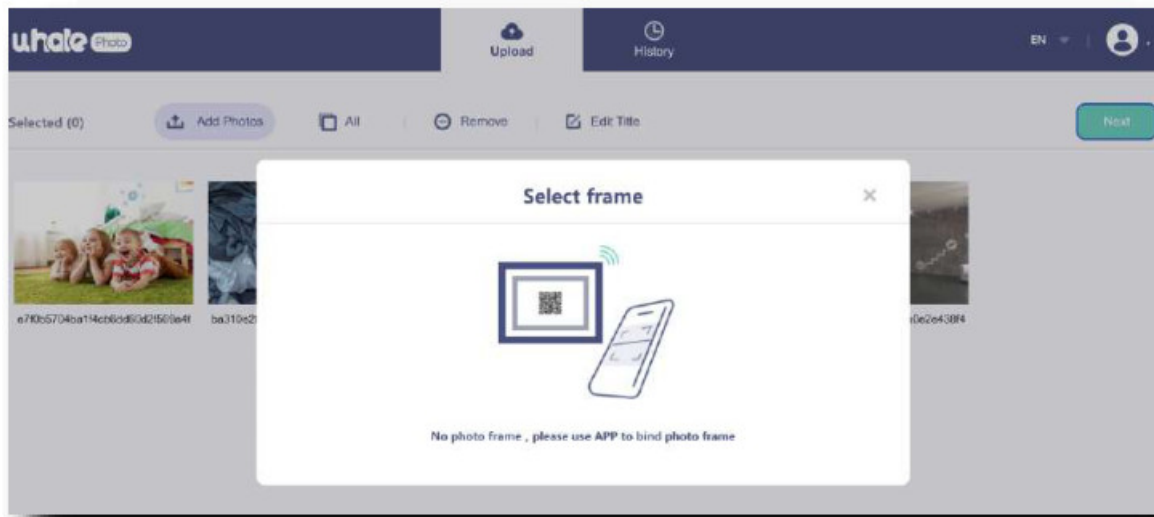 uhale Photo
Upload
History
EN
Selected (0)
Add Photos
All
Remove
Edit Title
Next
Select frame
No photo frame , please use APP to bind photo frame